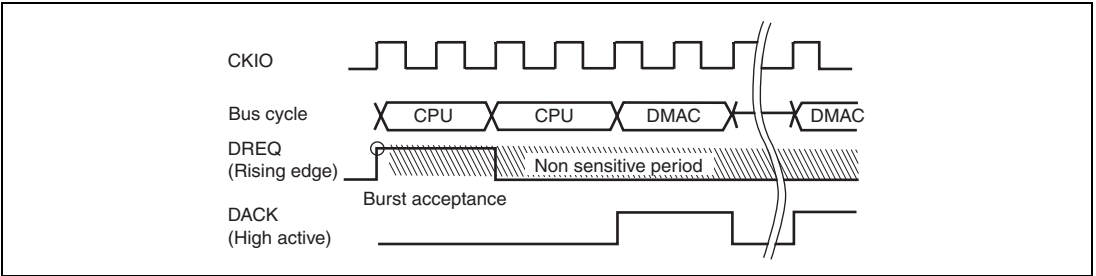 CKIO
Bus cycle
CPU
CPU
DMAC
DMAC
DREQ
(Rising edge)
Non sensitive period
Burst acceptance
DACK
(High active)